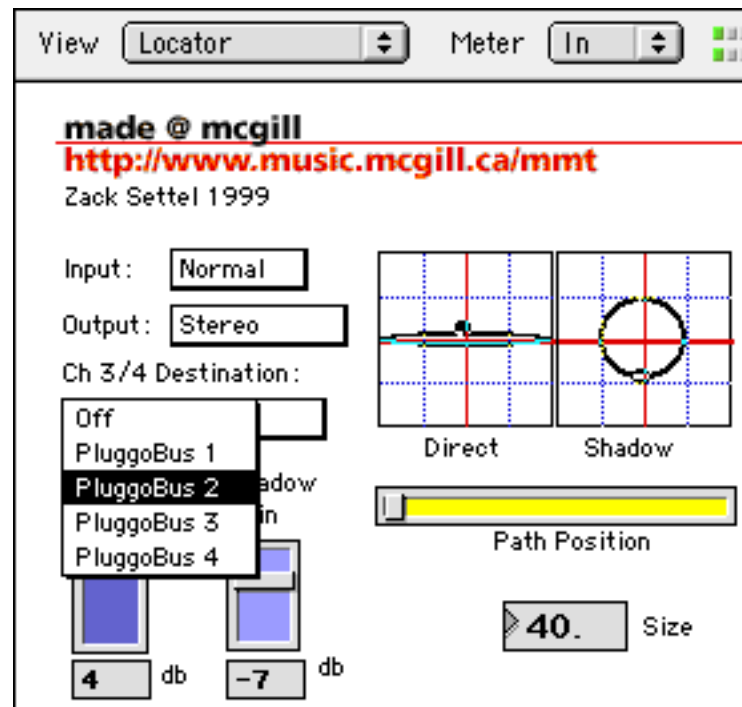 View Locator Meter In
made @ mcgill
http://www.music.mcgill.ca/mmt
Zack Settel 1999
Input: Normal
Output: Stereo
Ch 3/4 Destination:
Off
PluggoBus 1
PluggoBus 2
PluggoBus 3
PluggoBus 4
adow
in
Direct Shadow
Path Position
40. Size
4 db -7 db